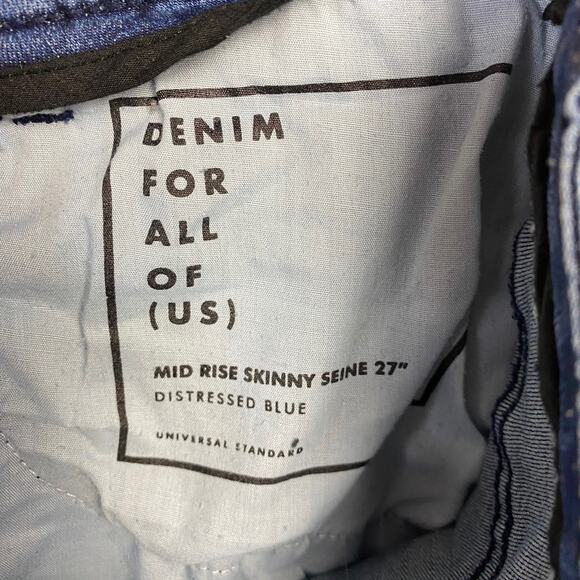 DENIM
FOR
ALL
OF
(US)
MID RISE SKINNY SEINE 27"
DISTRESSED BLUE
UNIVERSAL STANDARD